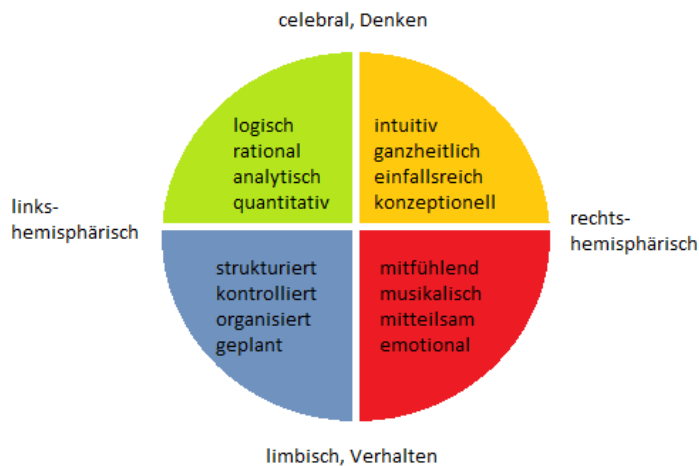 celebral, Denken
logisch
rational
analytisch
quantitativ
intuitiv
ganzheitlich
einfallsreich
konzeptionell
links-
hemisphärisch
rechts-
hemisphärisch
strukturiert
kontrolliert
organisiert
geplant
mitfühlend
musikalisch
mitteilsam
emotional
limbisch, Verhalten